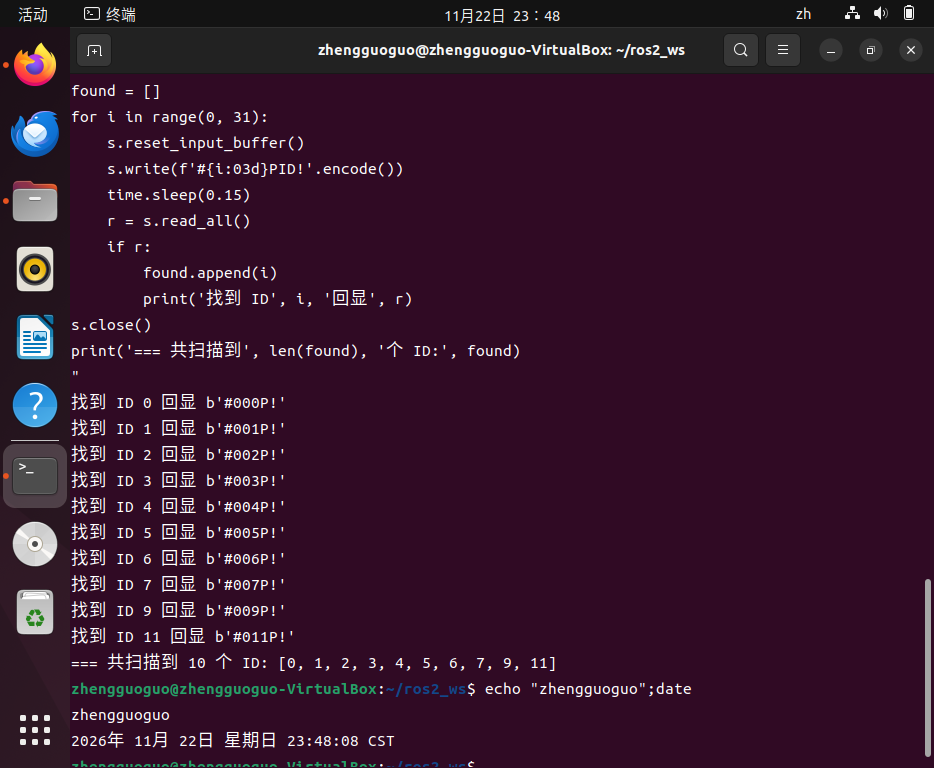 活动 终端 11月22日 23：48 zh
zhengguoguo@zhengguoguo-VirtualBox: ~/ros2_ws
found = []
for i in range(0, 31):
    s.reset_input_buffer()
    s.write(f'#{i:03d}PID!'.encode())
    time.sleep(0.15)
    r = s.read_all()
    if r:
        found.append(i)
        print('找到 ID', i, '回显', r)
s.close()
print('=== 共扫描到', len(found), '个 ID:', found)
"
找到 ID 0 回显 b'#000P!'
找到 ID 1 回显 b'#001P!'
找到 ID 2 回显 b'#002P!'
找到 ID 3 回显 b'#003P!'
找到 ID 4 回显 b'#004P!'
找到 ID 5 回显 b'#005P!'
找到 ID 6 回显 b'#006P!'
找到 ID 7 回显 b'#007P!'
找到 ID 9 回显 b'#009P!'
找到 ID 11 回显 b'#011P!'
=== 共扫描到 10 个 ID: [0, 1, 2, 3, 4, 5, 6, 7, 9, 11]
zhengguoguo@zhengguoguo-VirtualBox:~/ros2_ws$ echo "zhengguoguo";date
zhengguoguo
2026年 11月 22日 星期日 23:48:08 CST
zhengguoguo@zhengguoguo-VirtualBox:~/ros2_ws$